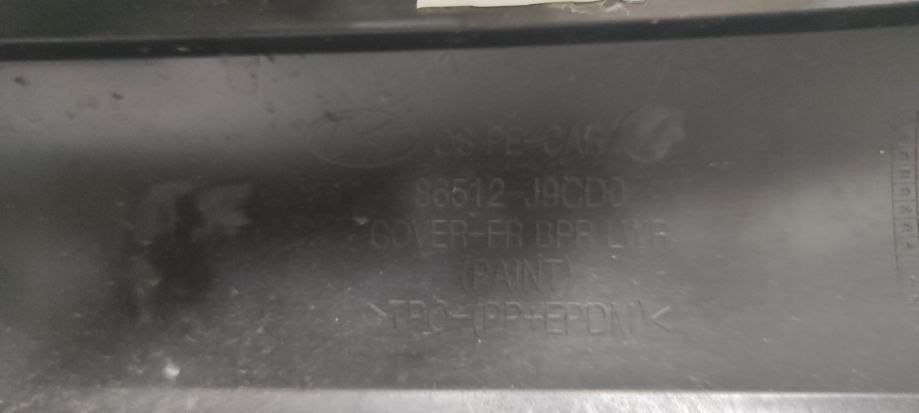 OS PE-CAR
86512-J9CD0
COVER-FR BPR LWR
(PAINT)
>TPO-(PP+EPDM)<